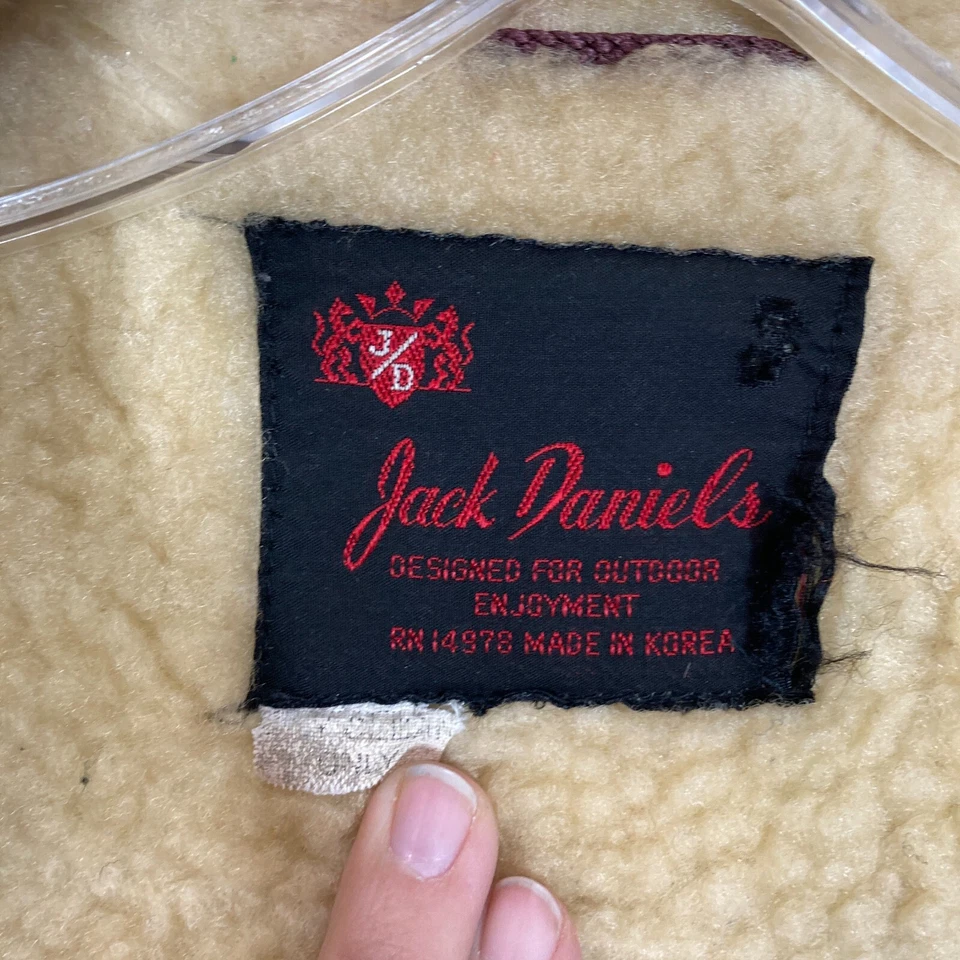 J/D
Jack Daniels
DESIGNED FOR OUTDOOR
ENJOYMENT
RN 14978 MADE IN KOREA